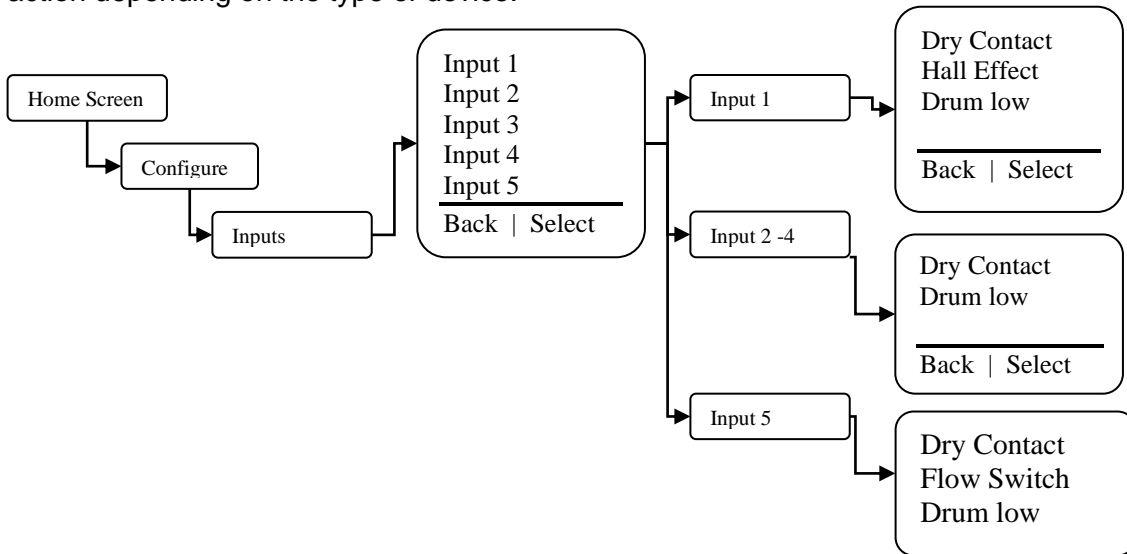 action depending on the type of device.
Home Screen
Configure
Inputs
Input 1
Input 2
Input 3
Input 4
Input 5
Back | Select
Input 1
Dry Contact
Hall Effect
Drum low
Back | Select
Input 2 -4
Dry Contact
Drum low
Back | Select
Input 5
Dry Contact
Flow Switch
Drum low